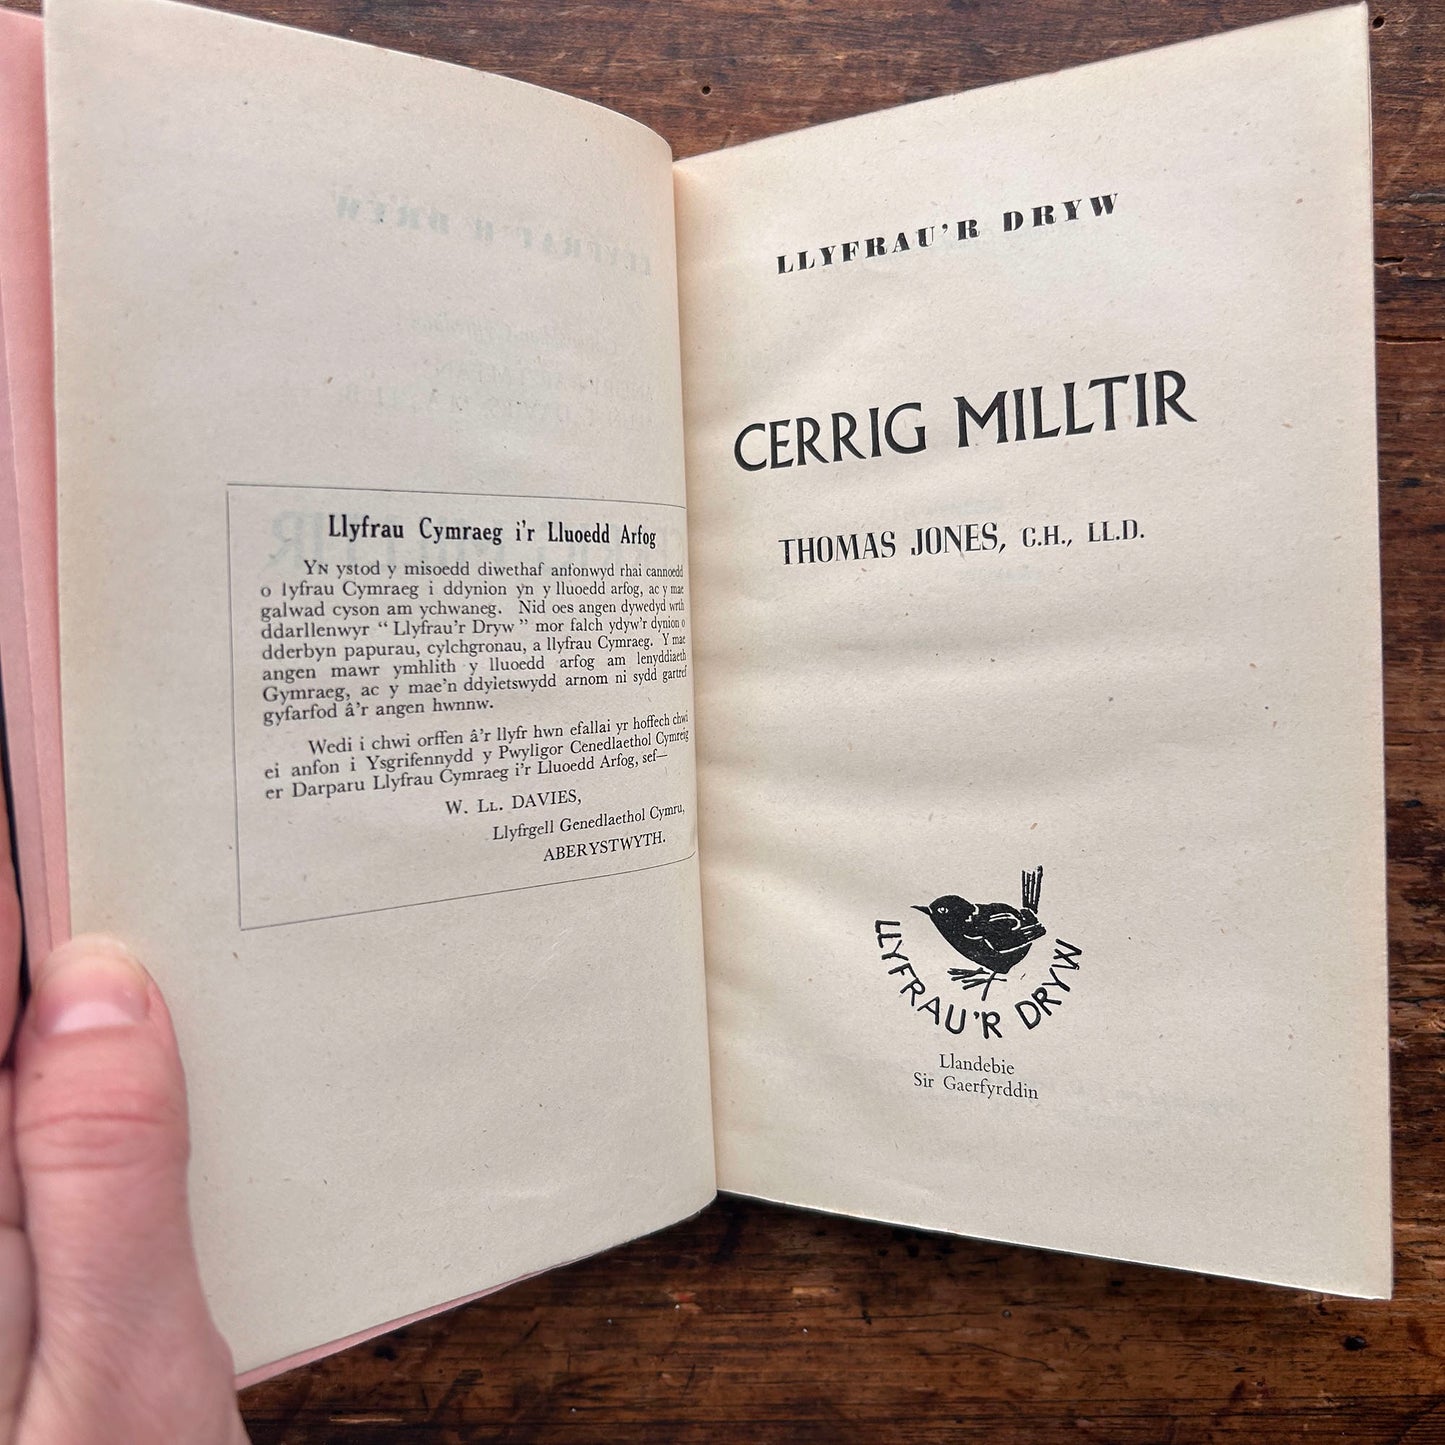 Llyfrau Cymraeg i'r Lluoedd Arfog
YN ystod y misoedd diwethaf anfonwyd rhai cannoedd
o lyfrau Cymraeg i ddynion yn y lluoedd arfog, ac y mae
galwad cyson am ychwaneg. Nid oes angen dywedyd wrth
ddarllenwyr "Llyfrau'r Dryw" mor falch ydyw'r dynion o
dderbyn papurau, cylchgronau, a llyfrau Cymraeg. Y mae
angen mawr ymhlith y lluoedd arfog am lenyddiaeth
Gymraeg, ac y mae'n ddyletswydd arnom ni sydd gartref
gyfarfod â'r angen hwnnw.
Wedi i chwi orffen â'r llyfr hwn efallai yr hoffech chwi
ei anfon i Ysgrifennydd y Pwyllgor Cenedlaethol Cymreig
er Darparu Llyfrau Cymraeg i'r Lluoedd Arfog, sef—
W. LL. DAVIES,
Llyfrgell Genedlaethol Cymru,
ABERYSTWYTH.
LLYFRAU'R DRYW
CERRIG MILLTIR
THOMAS JONES, C.H., LL.D.
LLYFRAU'R DRYW
Llandebie
Sir Gaerfyrddin